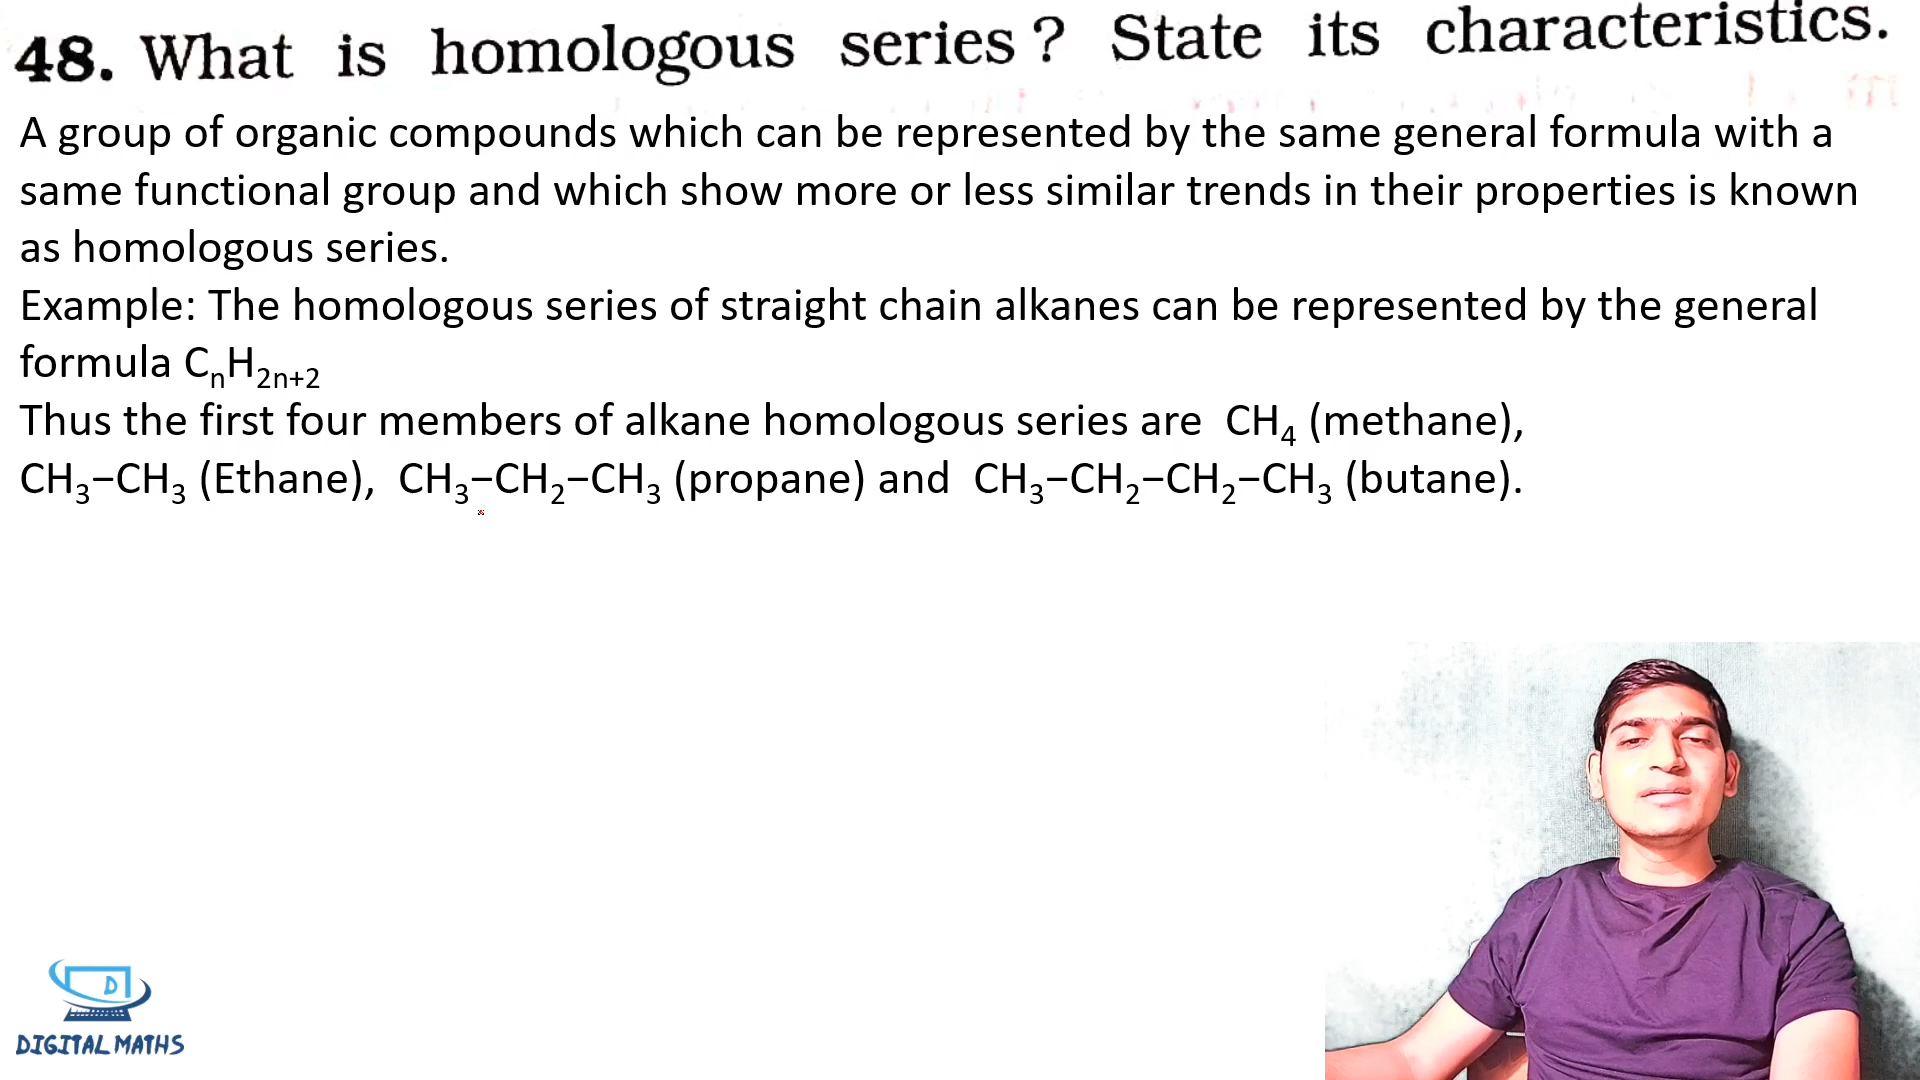 48. What is homologous series? State its characteristics.
A group of organic compounds which can be represented by the same general formula with a
same functional group and which show more or less similar trends in their properties is known
as homologous series.
Example: The homologous series of straight chain alkanes can be represented by the general
formula CₙH₂ₙ₊₂
Thus the first four members of alkane homologous series are CH₄ (methane),
CH₃−CH₃ (Ethane), CH₃−CH₂−CH₃ (propane) and CH₃−CH₂−CH₂−CH₃ (butane).
D
DIGITAL MATHS